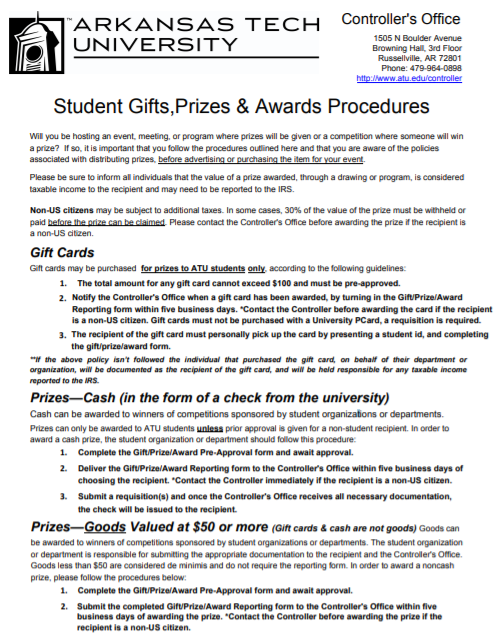 ARKANSAS TECH
UNIVERSITY
™
Controller's Office
1505 N Boulder Avenue
Browning Hall, 3rd Floor
Russellville, AR 72801
Phone: 479-964-0898
http://www.atu.edu/controller
Student Gifts,Prizes & Awards Procedures
Will you be hosting an event, meeting, or program where prizes will be given or a competition where someone will win
a prize? If so, it is important that you follow the procedures outlined here and that you are aware of the policies
associated with distributing prizes, before advertising or purchasing the item for your event.
Please be sure to inform all individuals that the value of a prize awarded, through a drawing or program, is considered
taxable income to the recipient and may need to be reported to the IRS.
Non-US citizens may be subject to additional taxes. In some cases, 30% of the value of the prize must be withheld or
paid before the prize can be claimed. Please contact the Controller's Office before awarding the prize if the recipient is
a non-US citizen.
Gift Cards
Gift cards may be purchased for prizes to ATU students only, according to the following guidelines:
1. The total amount for any gift card cannot exceed $100 and must be pre-approved.
2. Notify the Controller's Office when a gift card has been awarded, by turning in the Gift/Prize/Award
Reporting form within five business days. *Contact the Controller before awarding the card if the recipient
is a non-US citizen. Gift cards must not be purchased with a University PCard, a requisition is required.
3. The recipient of the gift card must personally pick up the card by presenting a student id, and completing
the gift/prize/award form.
**If the above policy isn't followed the individual that purchased the gift card, on behalf of their department or
organization, will be documented as the recipient of the gift card, and will be held responsible for any taxable income
reported to the IRS.
Prizes—Cash (in the form of a check from the university)
Cash can be awarded to winners of competitions sponsored by student organizations or departments.
Prizes can only be awarded to ATU students unless prior approval is given for a non-student recipient. In order to
award a cash prize, the student organization or department should follow this procedure:
1. Complete the Gift/Prize/Award Pre-Approval form and await approval.
2. Deliver the Gift/Prize/Award Reporting form to the Controller's Office within five business days of
choosing the recipient. *Contact the Controller immediately if the recipient is a non-US citizen.
3. Submit a requisition(s) and once the Controller's Office receives all necessary documentation,
the check will be issued to the recipient.
Prizes—Goods Valued at $50 or more (Gift cards & cash are not goods) Goods can
be awarded to winners of competitions sponsored by student organizations or departments. The student organization
or department is responsible for submitting the appropriate documentation to the recipient and the Controller's Office.
Goods less than $50 are considered de minimis and do not require the reporting form. In order to award a noncash
prize, please follow the procedures below:
1. Complete the Gift/Prize/Award Pre-Approval form and await approval.
2. Submit the completed Gift/Prize/Award Reporting form to the Controller's Office within five
business days of awarding the prize. *Contact the Controller before awarding the prize if the
recipient is a non-US citizen.